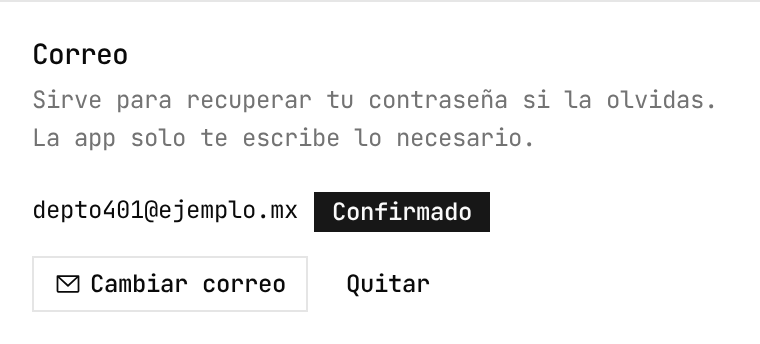 Correo
Sirve para recuperar tu contraseña si la olvidas.
La app solo te escribe lo necesario.
depto401@ejemplo.mx Confirmado
Cambiar correo Quitar